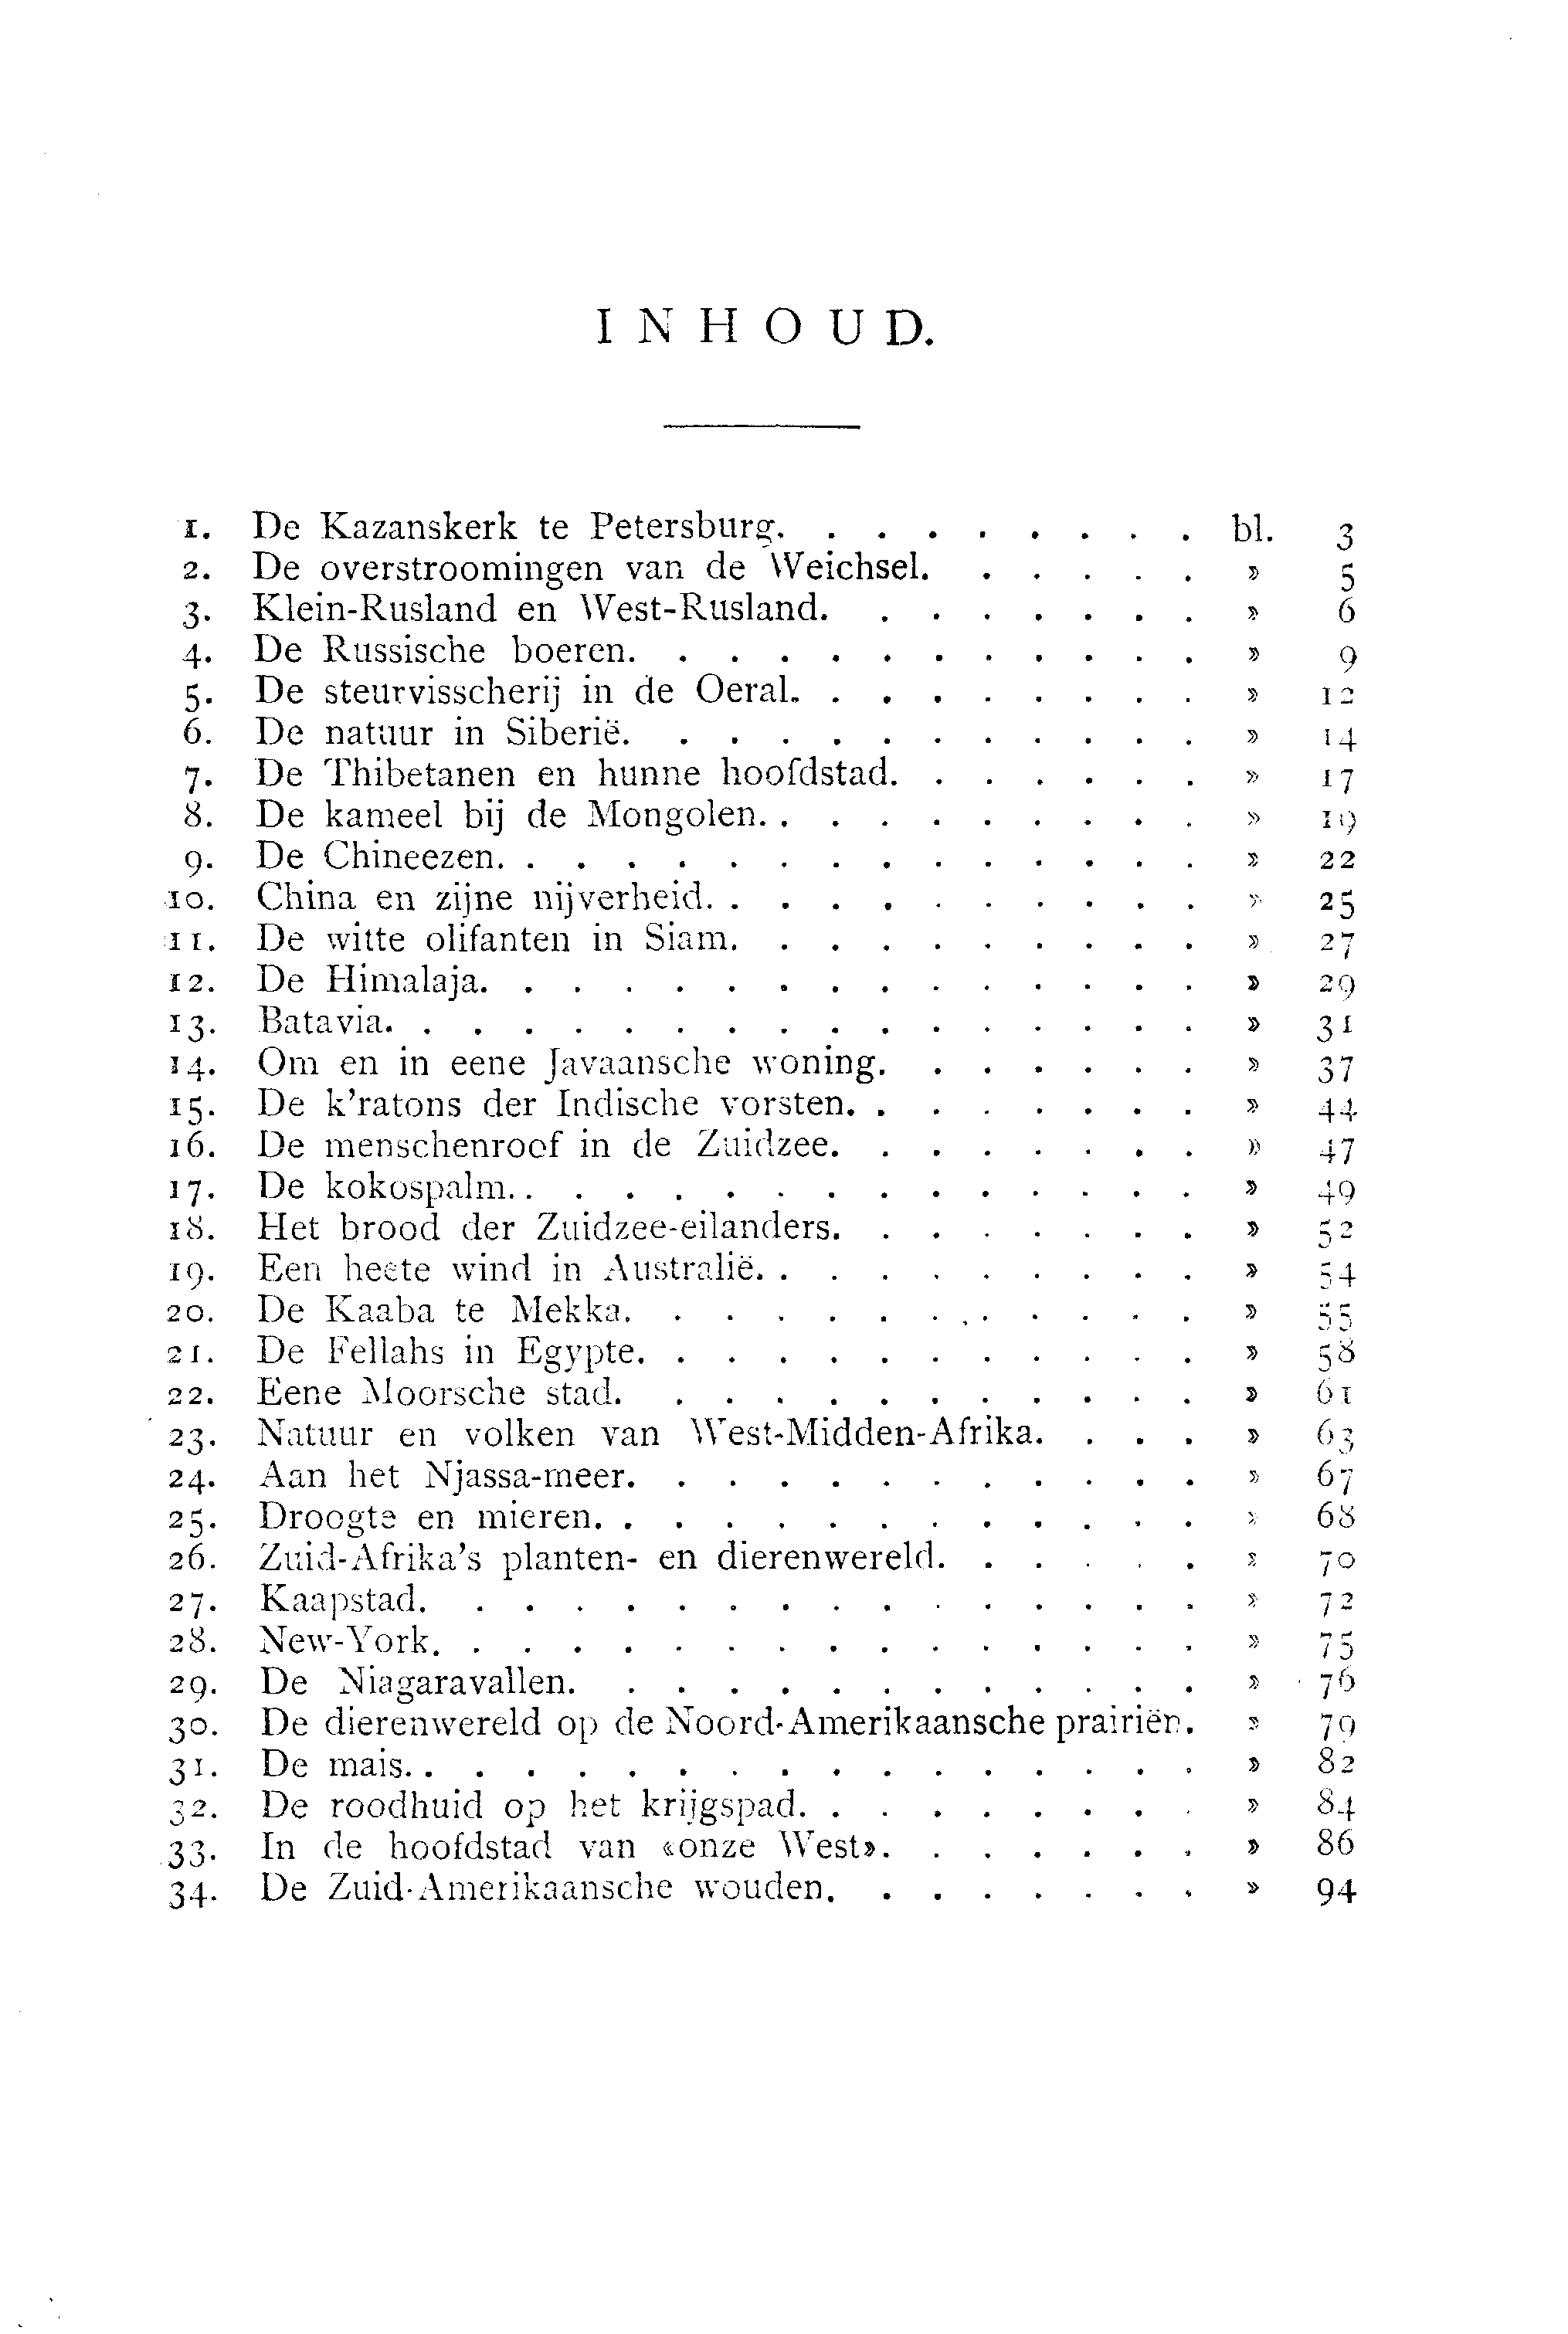 INHOUD.
1. De Kazanskerk te Petersburg. . . . . . . . . bl. 3
2. De overstroomingen van de Weichsel. . . . . . » 5
3. Klein-Rusland en West-Rusland. . . . . . . . » 6
4. De Russische boeren. . . . . . . . . . . . » 9
5. De steurvisscherij in de Oeral. . . . . . . . . » 12
6. De natuur in Siberië. . . . . . . . . . . . » 14
7. De Thibetanen en hunne hoofdstad. . . . . . . » 17
8. De kameel bij de Mongolen. . . . . . . . . . » 19
9. De Chineezen. . . . . . . . . . . . . . . » 22
10. China en zijne nijverheid. . . . . . . . . . . » 25
11. De witte olifanten in Siam. . . . . . . . . . » 27
12. De Himalaja. . . . . . . . . . . . . . . » 29
13. Batavia. . . . . . . . . . . . . . . . . » 31
14. Om en in eene Javaansche woning. . . . . . . » 37
15. De k'ratons der Indische vorsten. . . . . . . . » 44
16. De menschenroof in de Zuidzee. . . . . . . . » 47
17. De kokospalm. . . . . . . . . . . . . . . » 49
18. Het brood der Zuidzee-eilanders. . . . . . . . » 52
19. Een heete wind in Australië. . . . . . . . . . » 54
20. De Kaaba te Mekka. . . . . . . . . . . . » 55
21. De Fellahs in Egypte. . . . . . . . . . . . » 58
22. Eene Moorsche stad. . . . . . . . . . . . » 61
23. Natuur en volken van West-Midden-Afrika. . . . » 63
24. Aan het Njassa-meer. . . . . . . . . . . . » 67
25. Droogte en mieren. . . . . . . . . . . . . » 68
26. Zuid-Afrika's planten- en dierenwereld. . . . . . » 70
27. Kaapstad. . . . . . . . . . . . . . . . » 72
28. New-York. . . . . . . . . . . . . . . . » 75
29. De Niagaravallen. . . . . . . . . . . . . » 76
30. De dierenwereld op de Noord-Amerikaansche prairiën. » 79
31. De mais. . . . . . . . . . . . . . . . . » 82
32. De roodhuid op het krijgspad. . . . . . . . . » 84
33. In de hoofdstad van «onze West». . . . . . . » 86
34. De Zuid-Amerikaansche wouden. . . . . . . . » 94